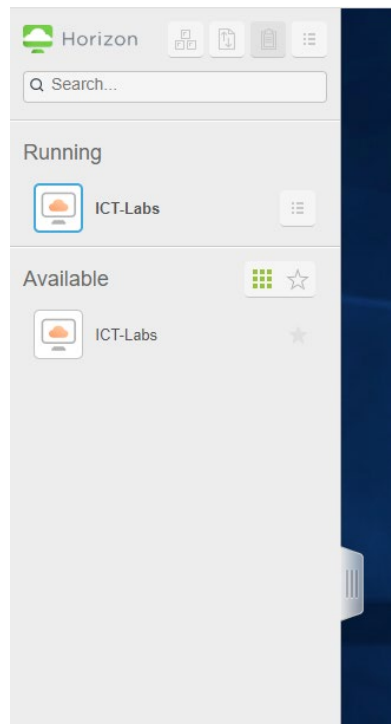 Horizon
Search...
Running
ICT-Labs
Available
ICT-Labs